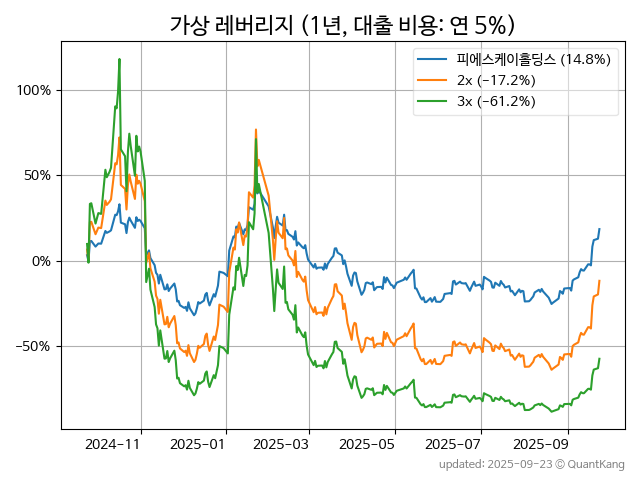 가상 레버리지 (1년, 대출 비용: 연 5%)
피에스케이홀딩스 (14.8%)
2x (−17.2%)
3x (−61.2%)
100%
50%
0%
−50%
2024-11
2025-01
2025-03
2025-05
2025-07
2025-09
updated: 2025-09-23 © QuantKang